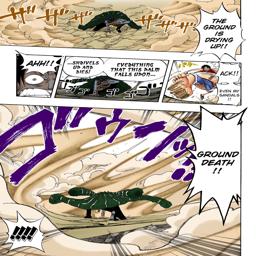 THE
GROUND
IS
DRYING
UP!!
ACK!!
EVEN MY
SANDALS
!!
EVERYTHING
THAT THIS PALM
FALLS UPON...
...SHRIVELS
UP AND
DIES!
AHH!!
GROUND
DEATH
!!
!!!!